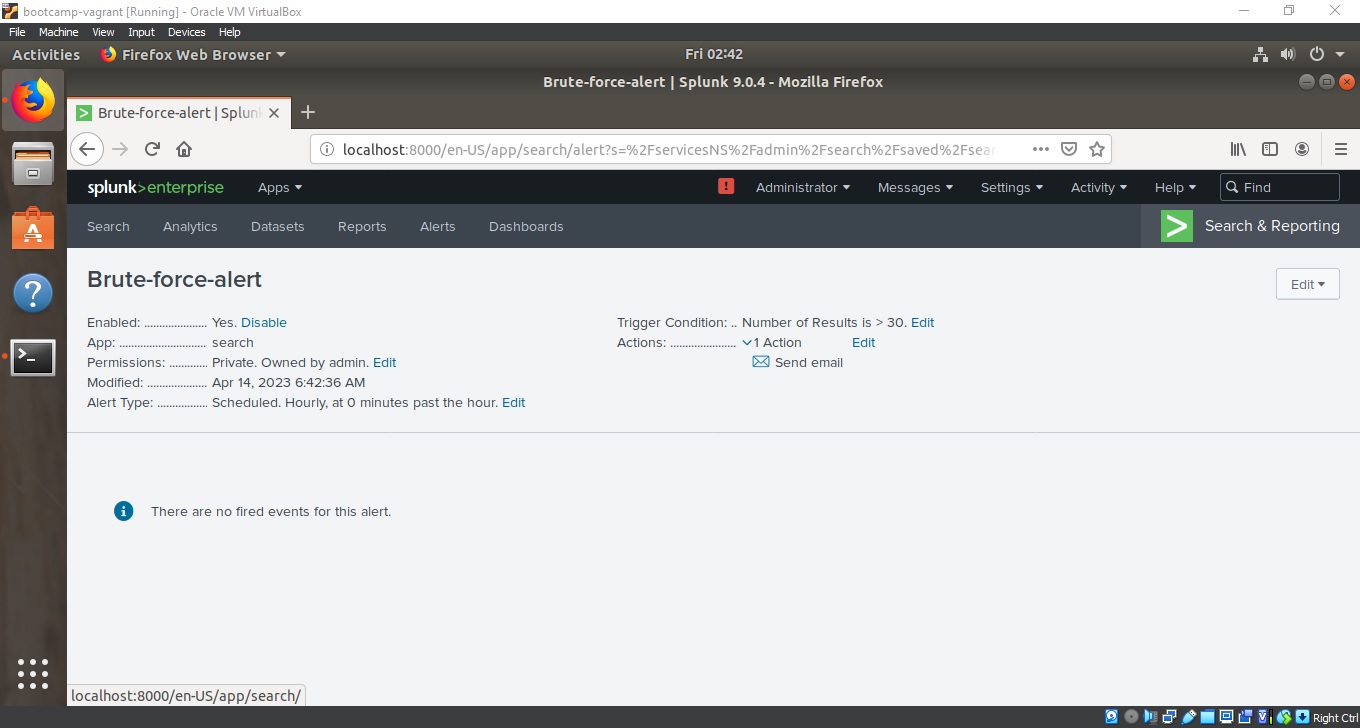 bootcamp-vagrant [Running] - Oracle VM VirtualBox
File Machine View Input Devices Help
Activities Firefox Web Browser Fri 02:42
Brute-force-alert | Splunk 9.0.4 - Mozilla Firefox
Brute-force-alert | Splun
localhost:8000/en-US/app/search/alert?s=%2FservicesNS%2Fadmin%2Fsearch%2Fsaved%2Fsear
splunk>enterprise Apps ! Administrator Messages Settings Activity Help Find
Search Analytics Datasets Reports Alerts Dashboards > Search & Reporting
Brute-force-alert Edit
Enabled: ..................... Yes. Disable
App: ............................. search
Permissions: ............. Private. Owned by admin. Edit
Modified: .................... Apr 14, 2023 6:42:36 AM
Alert Type: ................. Scheduled. Hourly, at 0 minutes past the hour. Edit
Trigger Condition: .. Number of Results is > 30. Edit
Actions: ...................... 1 Action Edit
Send email
There are no fired events for this alert.
localhost:8000/en-US/app/search/
Right Ctrl